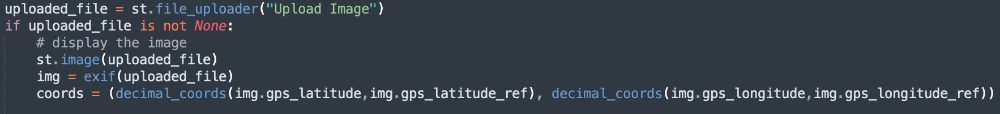 uploaded_file = st.file_uploader("Upload Image")
if uploaded_file is not None:
    # display the image
    st.image(uploaded_file)
    img = exif(uploaded_file)
    coords = (decimal_coords(img.gps_latitude,img.gps_latitude_ref), decimal_coords(img.gps_longitude,img.gps_longitude_ref))